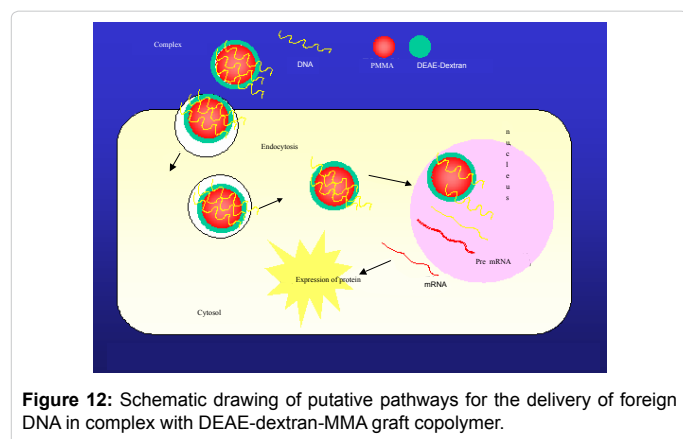 Complex
DNA
PMMA
DEAE-Dextran
Endocytosis
nucleus
Pre mRNA
mRNA
Expression of protein
Cytosol
Figure 12: Schematic drawing of putative pathways for the delivery of foreign
DNA in complex with DEAE-dextran-MMA graft copolymer.